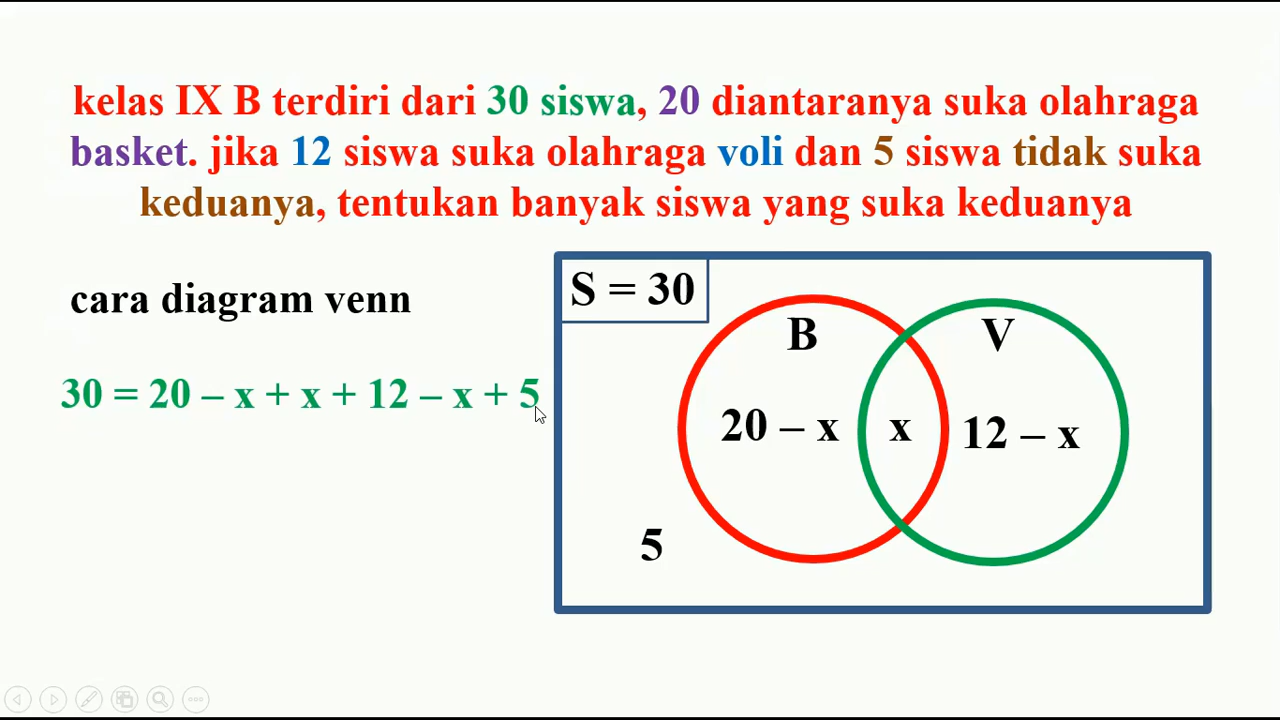 kelas IX B terdiri dari 30 siswa, 20 diantaranya suka olahraga
basket. jika 12 siswa suka olahraga voli dan 5 siswa tidak suka
keduanya, tentukan banyak siswa yang suka keduanya
cara diagram venn
30 = 20 – x + x + 12 – x + 5
S = 30
B
V
20 – x
x
12 – x
5